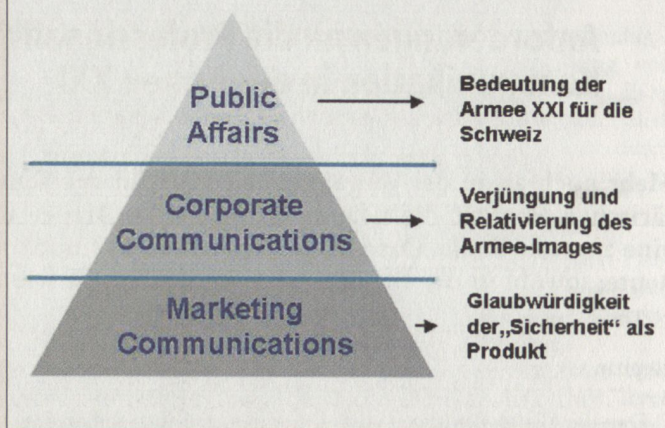 Public
Affairs
Bedeutung der
Armee XXI für die
Schweiz
Corporate
Communications
Verjüngung und
Relativierung des
Armee-Images
Marketing
Communications
Glaubwürdigkeit
der„Sicherheit“ als
Produkt